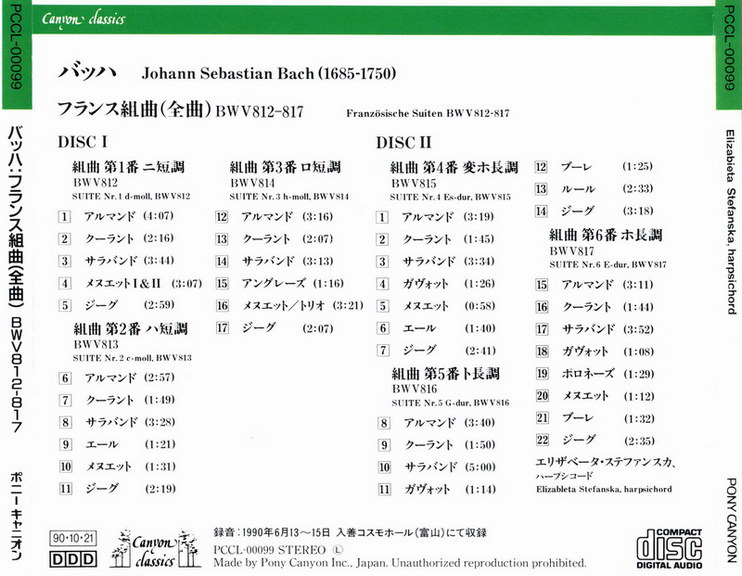 PCCL-00099
バッハ：フランス組曲（全曲） BWV812-817
ポニーキャニオン
Canyon classics
バッハ Johann Sebastian Bach (1685-1750)
フランス組曲(全曲) BWV812-817 Französische Suiten BWV812-817
DISC I
組曲 第1番 ニ短調
BWV812
SUITE Nr.1 d-moll, BWV812
1 アルマンド (4:07)
2 クーラント (2:16)
3 サラバンド (3:44)
4 メヌエットI&II (3:07)
5 ジーグ (2:59)
組曲 第2番 ハ短調
BWV813
SUITE Nr.2 c-moll, BWV813
6 アルマンド (2:57)
7 クーラント (1:49)
8 サラバンド (3:28)
9 エール (1:21)
10 メヌエット (1:31)
11 ジーグ (2:19)
組曲 第3番 ロ短調
BWV814
SUITE Nr.3 h-moll, BWV814
12 アルマンド (3:16)
13 クーラント (2:07)
14 サラバンド (3:13)
15 アングレーズ (1:16)
16 メヌエット／トリオ (3:21)
17 ジーグ (2:07)
DISC II
組曲 第4番 変ホ長調
BWV815
SUITE Nr.4 Es-dur, BWV815
1 アルマンド (3:19)
2 クーラント (1:45)
3 サラバンド (3:34)
4 ガヴォット (1:26)
5 メヌエット (0:58)
6 エール (1:40)
7 ジーグ (2:41)
組曲 第5番 ト長調
BWV816
SUITE Nr.5 G-dur, BWV816
8 アルマンド (3:40)
9 クーラント (1:50)
10 サラバンド (5:00)
11 ガヴォット (1:14)
12 ブーレ (1:25)
13 ルール (2:33)
14 ジーグ (3:18)
組曲 第6番 ホ長調
BWV817
SUITE Nr.6 E-dur, BWV817
15 アルマンド (3:11)
16 クーラント (1:44)
17 サラバンド (3:52)
18 ガヴォット (1:08)
19 ポロネーズ (1:29)
20 メヌエット (1:12)
21 ブーレ (1:32)
22 ジーグ (2:35)
エリザベータ・ステファンスカ、
ハープシコード
Elizableta Stefanska, harpsichord
90・10・21
DDD
Canyon classics
録音：1990年6月13〜15日 入善コスモホール(富山)にて収録
PCCL-00099 STEREO Ⓛ
Made by Pony Canyon Inc., Japan. Unauthorized reproduction prohibited.
COMPACT
disc
DIGITAL AUDIO
PCCL-00099
Elizabieta Stefanska, harpsichord
PONY CANYON